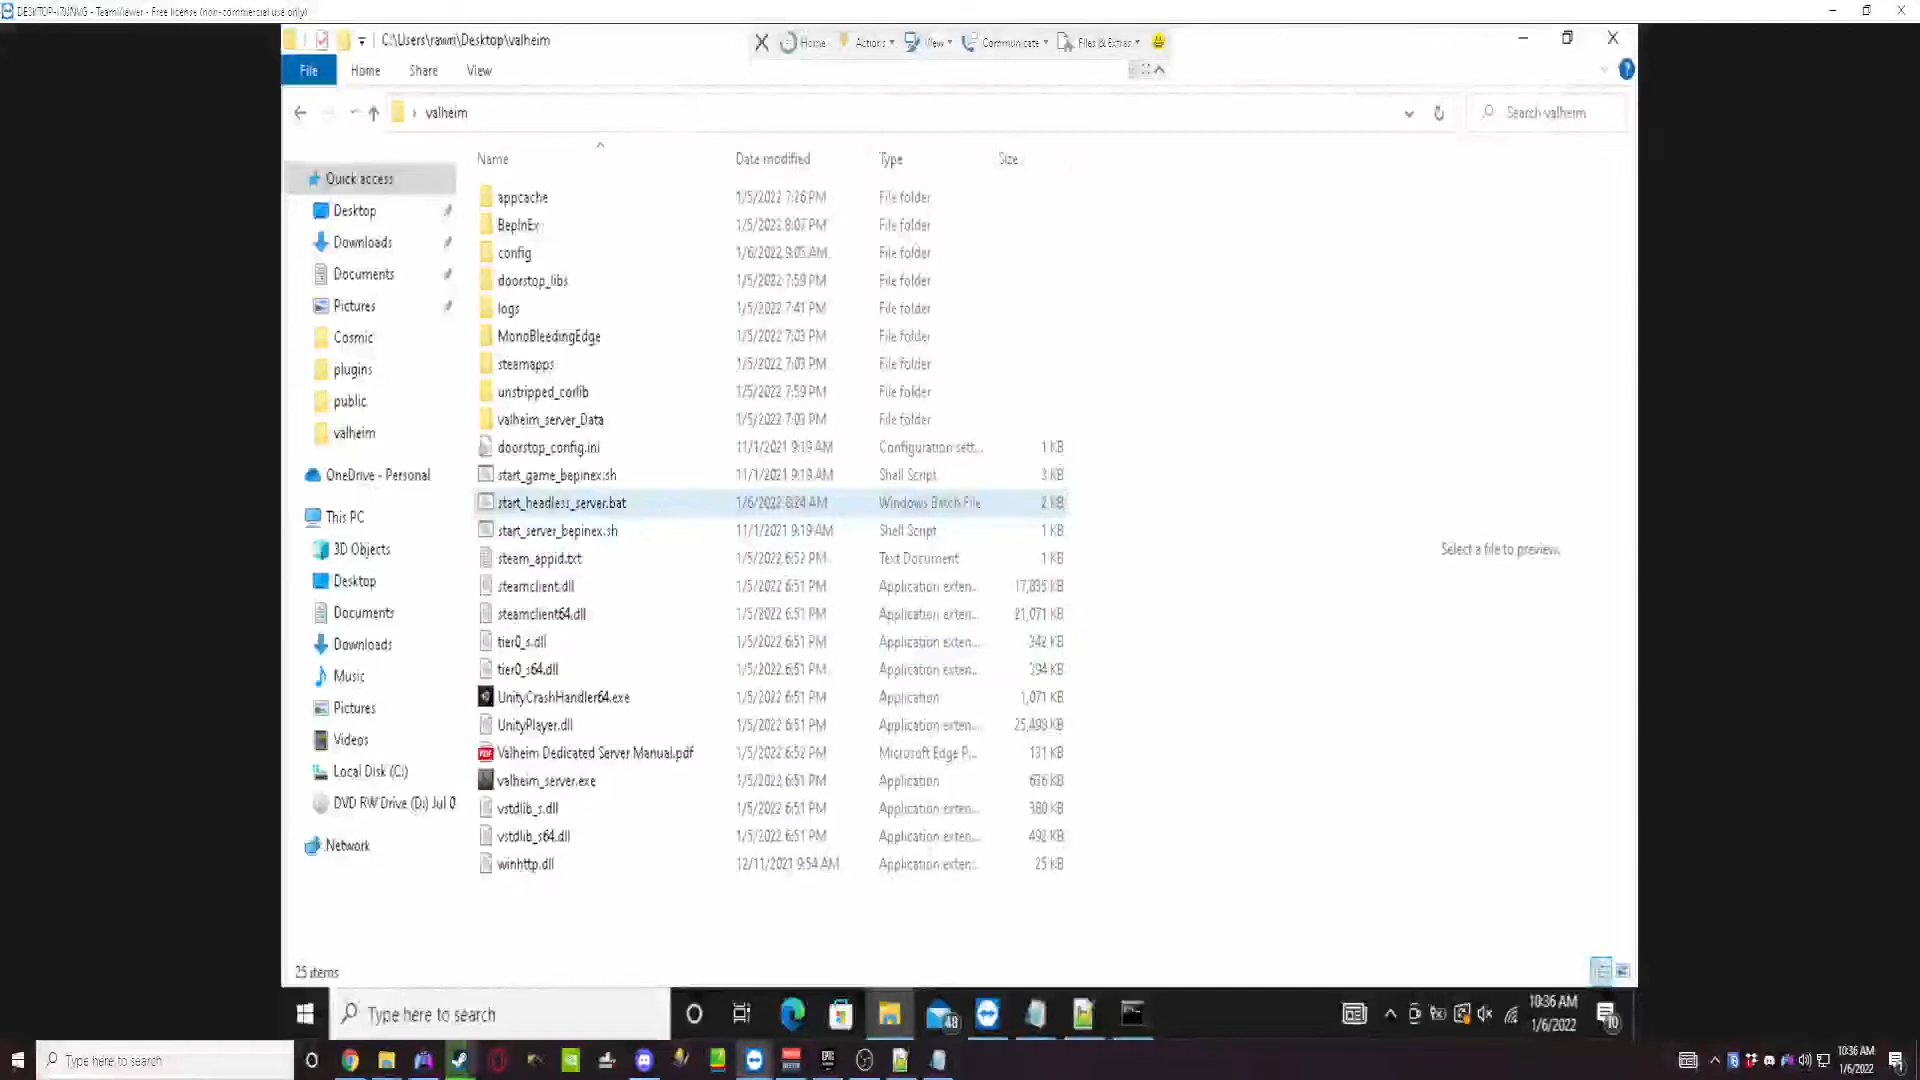 DESKTOP-I7JJNVG - TeamViewer - Free license (non-commercial use only)
C:\Users\rawm\Desktop\valheim
Home Actions View Communicate Files & Extras
File Home Share View
valheim
Search valheim
Name Date modified Type Size
Quick access
Desktop
Downloads
Documents
Pictures
Cosmic
plugins
public
valheim
OneDrive - Personal
This PC
3D Objects
Desktop
Documents
Downloads
Music
Pictures
Videos
Local Disk (C:)
DVD RW Drive (D:) Jul 0
Network
appcache 1/5/2022 7:26 PM File folder
BepInEx 1/5/2022 8:07 PM File folder
config 1/6/2022 9:05 AM File folder
doorstop_libs 1/5/2022 7:59 PM File folder
logs 1/5/2022 7:41 PM File folder
MonoBleedingEdge 1/5/2022 7:03 PM File folder
steamapps 1/5/2022 7:03 PM File folder
unstripped_corlib 1/5/2022 7:59 PM File folder
valheim_server_Data 1/5/2022 7:03 PM File folder
doorstop_config.ini 11/1/2021 9:19 AM Configuration sett... 1 KB
start_game_bepinex.sh 11/1/2021 9:19 AM Shell Script 3 KB
start_headless_server.bat 1/6/2022 8:24 AM Windows Batch File 2 KB
start_server_bepinex.sh 11/1/2021 9:19 AM Shell Script 1 KB
steam_appid.txt 1/5/2022 6:52 PM Text Document 1 KB
steamclient.dll 1/5/2022 6:51 PM Application exten... 17,835 KB
steamclient64.dll 1/5/2022 6:51 PM Application exten... 21,071 KB
tier0_s.dll 1/5/2022 6:51 PM Application exten... 342 KB
tier0_s64.dll 1/5/2022 6:51 PM Application exten... 394 KB
UnityCrashHandler64.exe 1/5/2022 6:51 PM Application 1,071 KB
UnityPlayer.dll 1/5/2022 6:51 PM Application exten... 25,498 KB
Valheim Dedicated Server Manual.pdf 1/5/2022 6:52 PM Microsoft Edge P... 131 KB
valheim_server.exe 1/5/2022 6:51 PM Application 636 KB
vstdlib_s.dll 1/5/2022 6:51 PM Application exten... 380 KB
vstdlib_s64.dll 1/5/2022 6:51 PM Application exten... 492 KB
winhttp.dll 12/11/2021 9:54 AM Application exten... 25 KB
Select a file to preview.
25 items
Type here to search
48
10:36 AM
1/6/2022
10
Type here to search
10:36 AM
1/6/2022